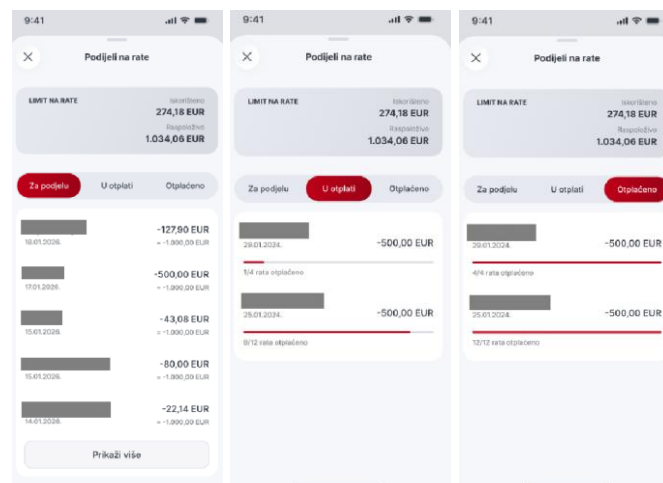 9:41
Podijeli na rate
LIMIT NA RATE
Iskorišteno
274,18 EUR
Raspoloživo
1.034,06 EUR
Za podjelu
U otplati
Otplaćeno
-127,90 EUR
18.01.2026.
= -1.000,00 EUR
-500,00 EUR
17.01.2026.
= -1.000,00 EUR
-43,08 EUR
15.01.2026.
= -1.000,00 EUR
-80,00 EUR
15.01.2026.
= -1.000,00 EUR
-22,14 EUR
14.01.2026.
= -1.000,00 EUR
Prikaži više
9:41
Podijeli na rate
LIMIT NA RATE
Iskorišteno
274,18 EUR
Raspoloživo
1.034,06 EUR
Za podjelu
U otplati
Otplaćeno
-500,00 EUR
29.01.2024.
1/4 rata otplaćeno
-500,00 EUR
25.01.2024.
9/12 rata otplaćeno
9:41
Podijeli na rate
LIMIT NA RATE
Iskorišteno
274,18 EUR
Raspoloživo
1.034,06 EUR
Za podjelu
U otplati
Otplaćeno
-500,00 EUR
29.01.2024.
4/4 rata otplaćeno
-500,00 EUR
25.01.2024.
12/12 rata otplaćeno